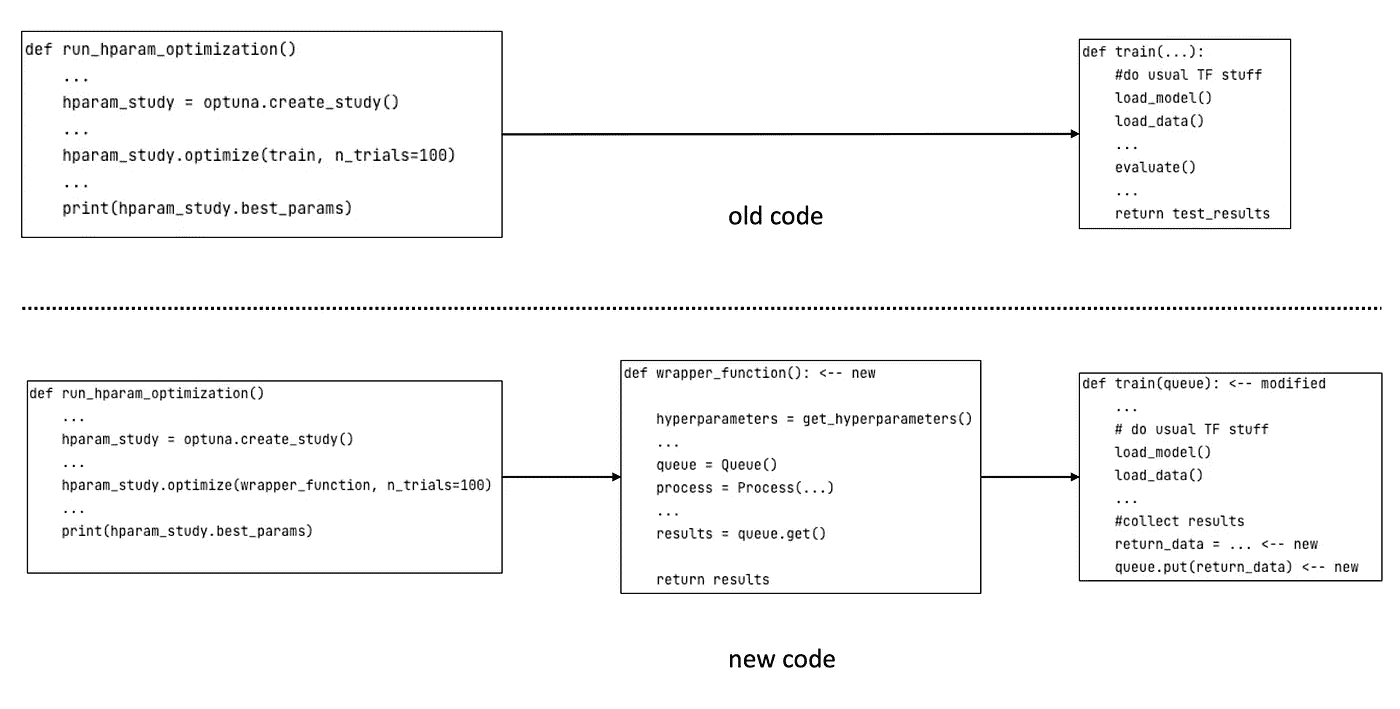 def run_hparam_optimization()
...
hparam_study = optuna.create_study()
...
hparam_study.optimize(train, n_trials=100)
...
print(hparam_study.best_params)
def train(...):
#do usual TF stuff
load_model()
load_data()
...
evaluate()
...
return test_results
old code
def run_hparam_optimization()
...
hparam_study = optuna.create_study()
...
hparam_study.optimize(wrapper_function, n_trials=100)
...
print(hparam_study.best_params)
def wrapper_function(): <-- new
hyperparameters = get_hyperparameters()
...
queue = Queue()
process = Process(...)
...
results = queue.get()
return results
def train(queue): <-- modified
...
# do usual TF stuff
load_model()
load_data()
...
#collect results
return_data = ... <-- new
queue.put(return_data) <-- new
new code